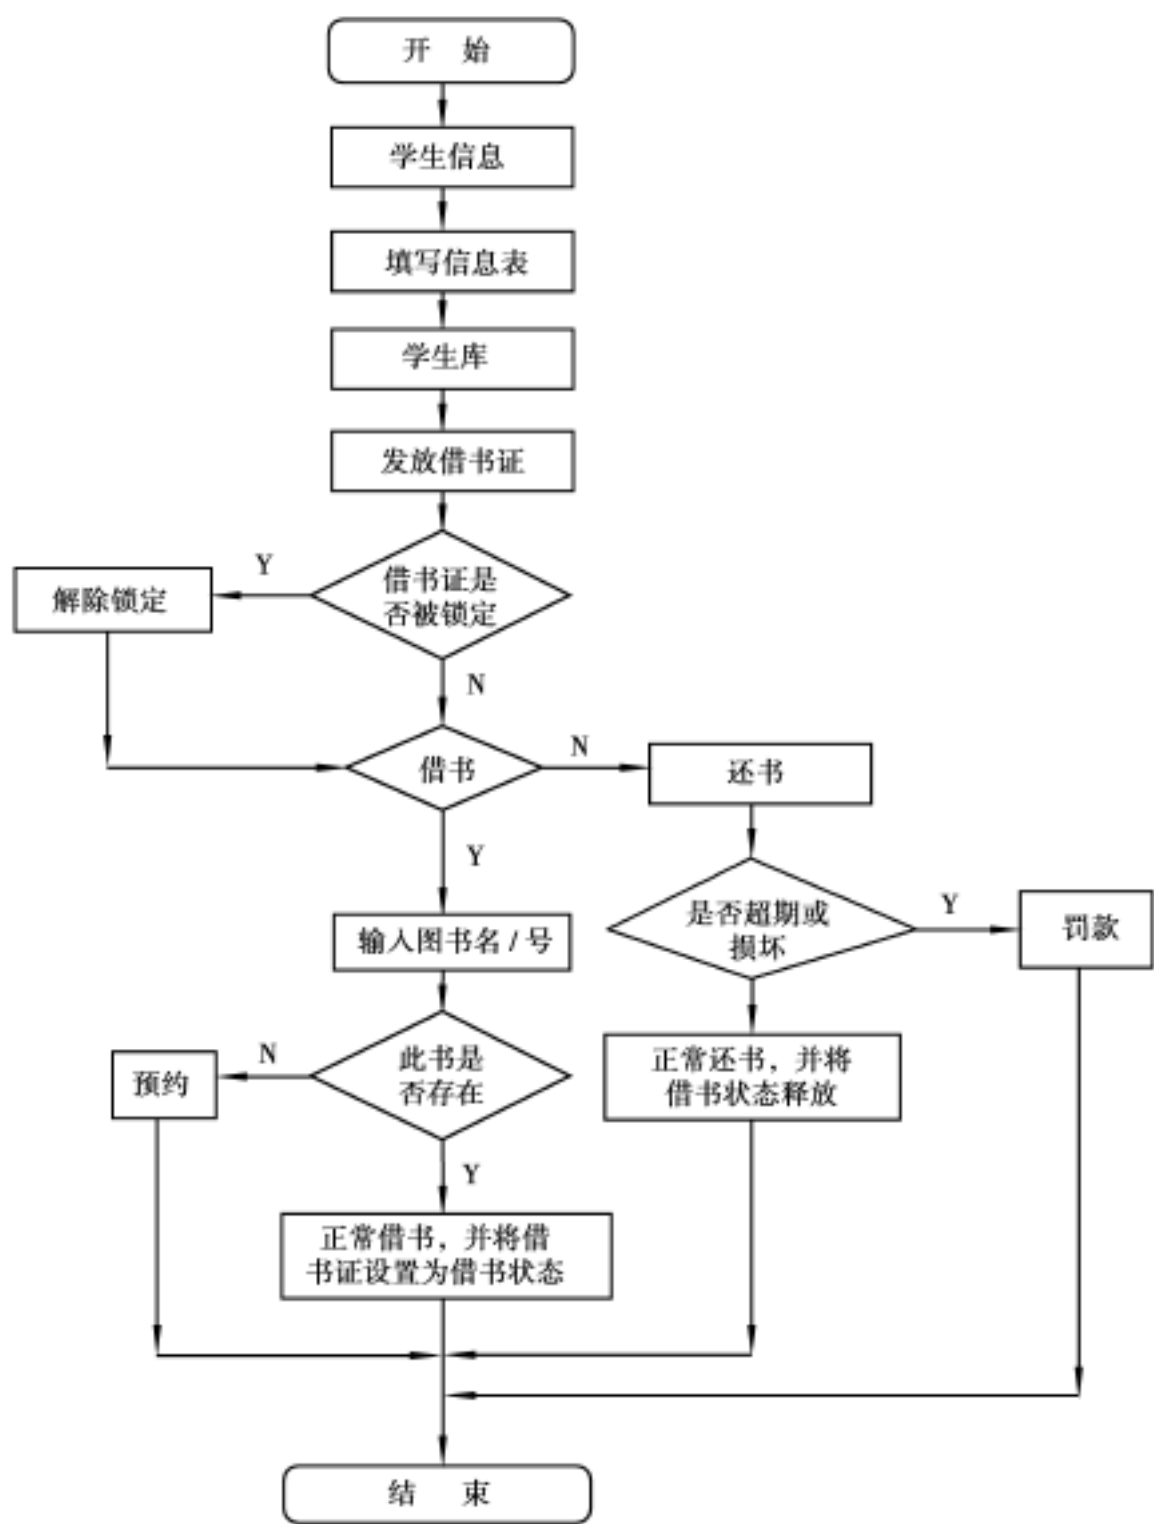 开 始
学生信息
填写信息表
学生库
发放借书证
Y
借书证是
否被锁定
解除锁定
N
借书
N
还书
Y
输入图书名 / 号
是否超期或
损坏
Y
罚款
此书是
否存在
N
预约
正常还书，并将
借书状态释放
Y
正常借书，并将借
书证设置为借书状态
结 束